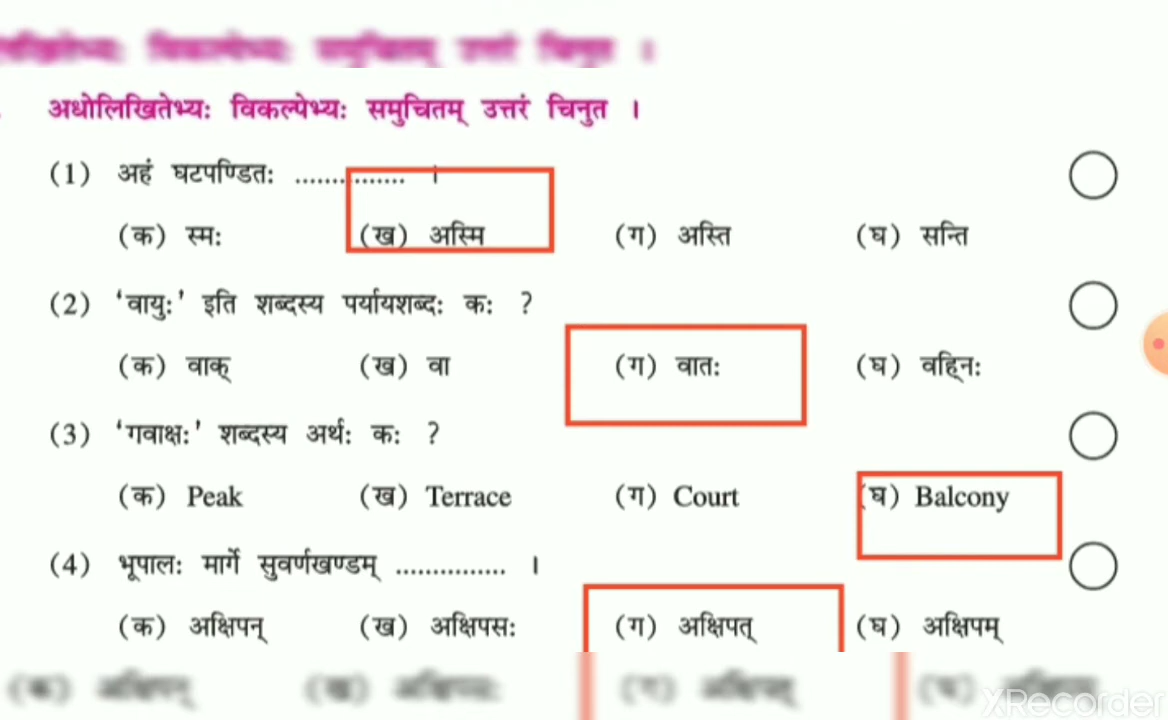 अधोलिखितेभ्यः विकल्पेभ्यः समुचितम् उत्तरं चिनुत ।
(1) अहं घटपण्डितः ............... ।
(क) स्मः (ख) अस्मि (ग) अस्ति (घ) सन्ति
(2) 'वायुः' इति शब्दस्य पर्यायशब्दः कः ?
(क) वाक् (ख) वा (ग) वातः (घ) वह्निः
(3) 'गवाक्षः' शब्दस्य अर्थः कः ?
(क) Peak (ख) Terrace (ग) Court (घ) Balcony
(4) भूपालः मार्गे सुवर्णखण्डम् ............... ।
(क) अक्षिपन् (ख) अक्षिपसः (ग) अक्षिपत् (घ) अक्षिपम्
XRecorder